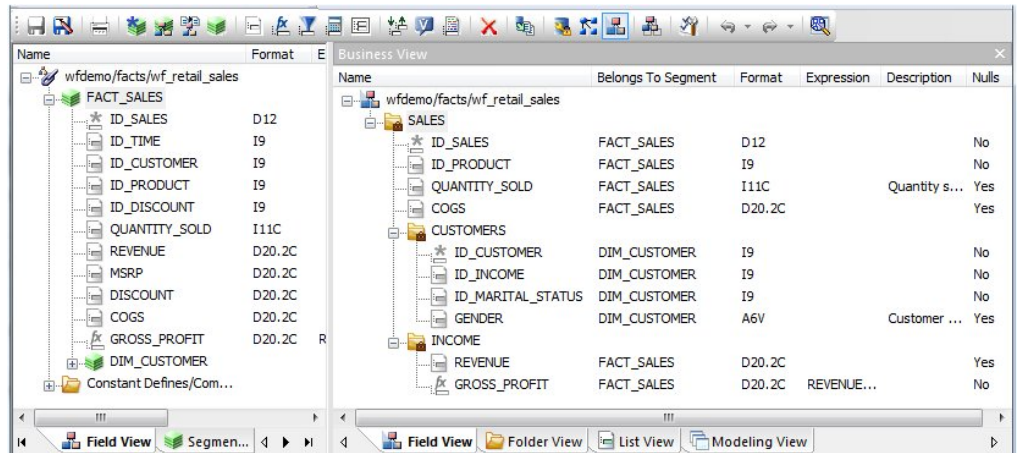 Name Format E
wfdemo/facts/wf_retail_sales
FACT_SALES
ID_SALES D12
ID_TIME I9
ID_CUSTOMER I9
ID_PRODUCT I9
ID_DISCOUNT I9
QUANTITY_SOLD I11C
REVENUE D20.2C
MSRP D20.2C
DISCOUNT D20.2C
COGS D20.2C
GROSS_PROFIT D20.2C R
DIM_CUSTOMER
Constant Defines/Com...
Field View Segmen...
Business View
Name Belongs To Segment Format Expression Description Nulls
wfdemo/facts/wf_retail_sales
SALES
ID_SALES FACT_SALES D12 No
ID_PRODUCT FACT_SALES I9 No
QUANTITY_SOLD FACT_SALES I11C Quantity s... Yes
COGS FACT_SALES D20.2C Yes
CUSTOMERS
ID_CUSTOMER DIM_CUSTOMER I9 No
ID_INCOME DIM_CUSTOMER I9 No
ID_MARITAL_STATUS DIM_CUSTOMER I9 No
GENDER DIM_CUSTOMER A6V Customer ... Yes
INCOME
REVENUE FACT_SALES D20.2C Yes
GROSS_PROFIT FACT_SALES D20.2C REVENUE... No
Field View Folder View List View Modeling View